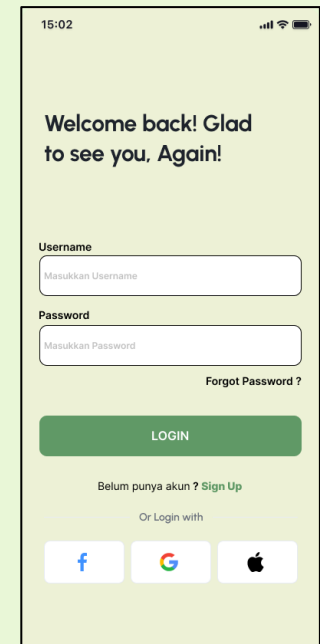 15:02
Welcome back! Glad
to see you, Again!
Username
Masukkan Username
Password
Masukkan Password
Forgot Password ?
LOGIN
Belum punya akun ? Sign Up
Or Login with